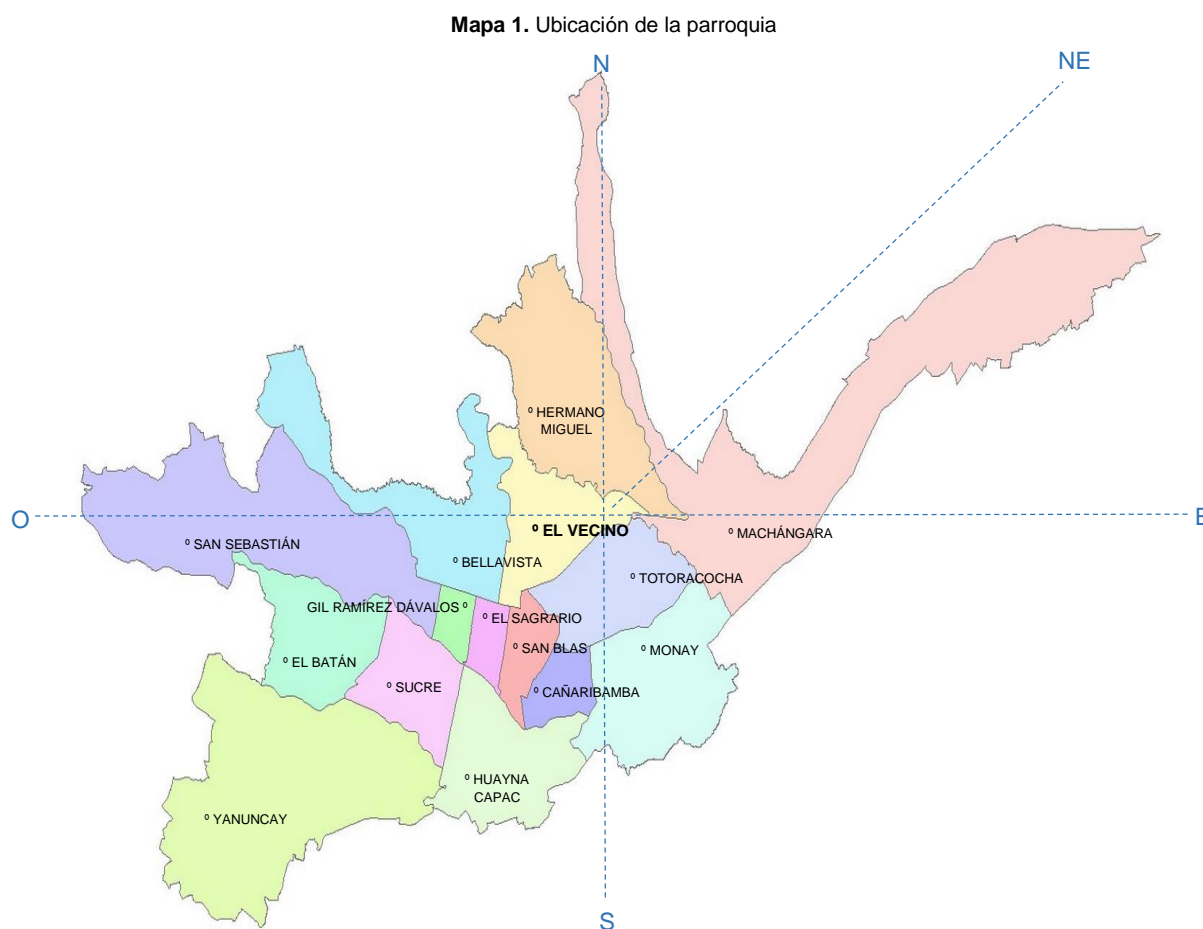 Mapa 1. Ubicación de la parroquia
N
NE
º HERMANO
MIGUEL
O
E
º EL VECINO
º MACHÁNGARA
º SAN SEBASTIÁN
º BELLAVISTA
º TOTORACOCHA
GIL RAMÍREZ DÁVALOS º
º EL SAGRARIO
º SAN BLAS
º MONAY
º EL BATÁN
º SUCRE
º CAÑARIBAMBA
º HUAYNA
CAPAC
º YANUNCAY
S